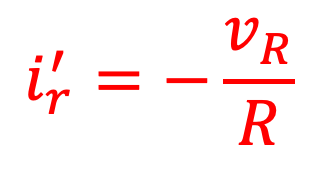 i′_r = − v_R / R